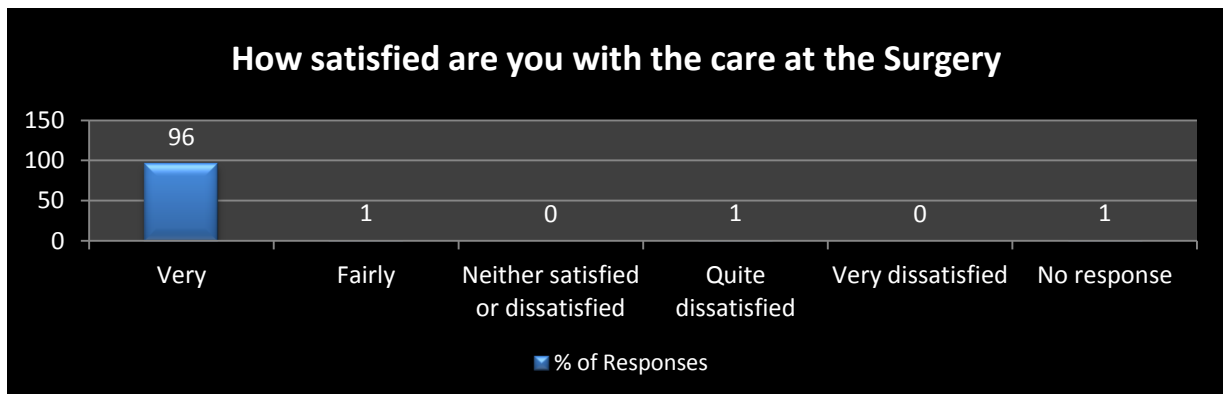 How satisfied are you with the care at the Surgery
150
100
50
0
96
1
0
1
0
1
Very
Fairly
Neither satisfied
or dissatisfied
Quite
dissatisfied
Very dissatisfied
No response
% of Responses